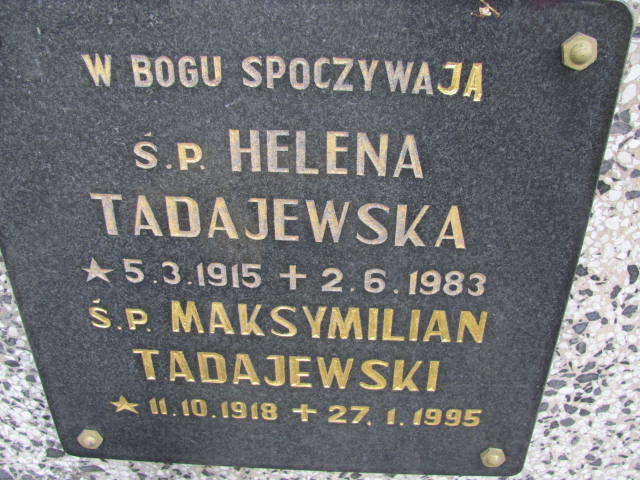 W BOGU SPOCZYWAJĄ
Ś.P. HELENA
TADAJEWSKA
★ 5.3.1915 + 2.6.1983
Ś.P. MAKSYMILIAN
TADAJEWSKI
★ 11.10.1918 + 27.1.1995